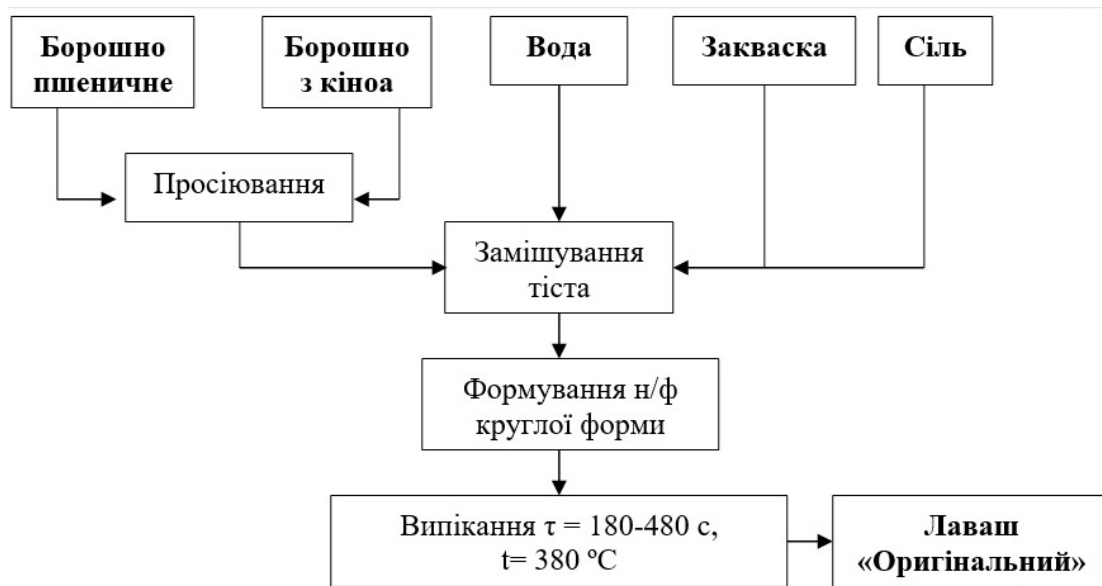 Борошно
пшеничне
Борошно
з кіноа
Вода
Закваска
Сіль
Просіювання
Замішування
тіста
Формування н/ф
круглої форми
Випікання τ = 180-480 с,
t= 380 ºС
Лаваш
«Оригінальний»